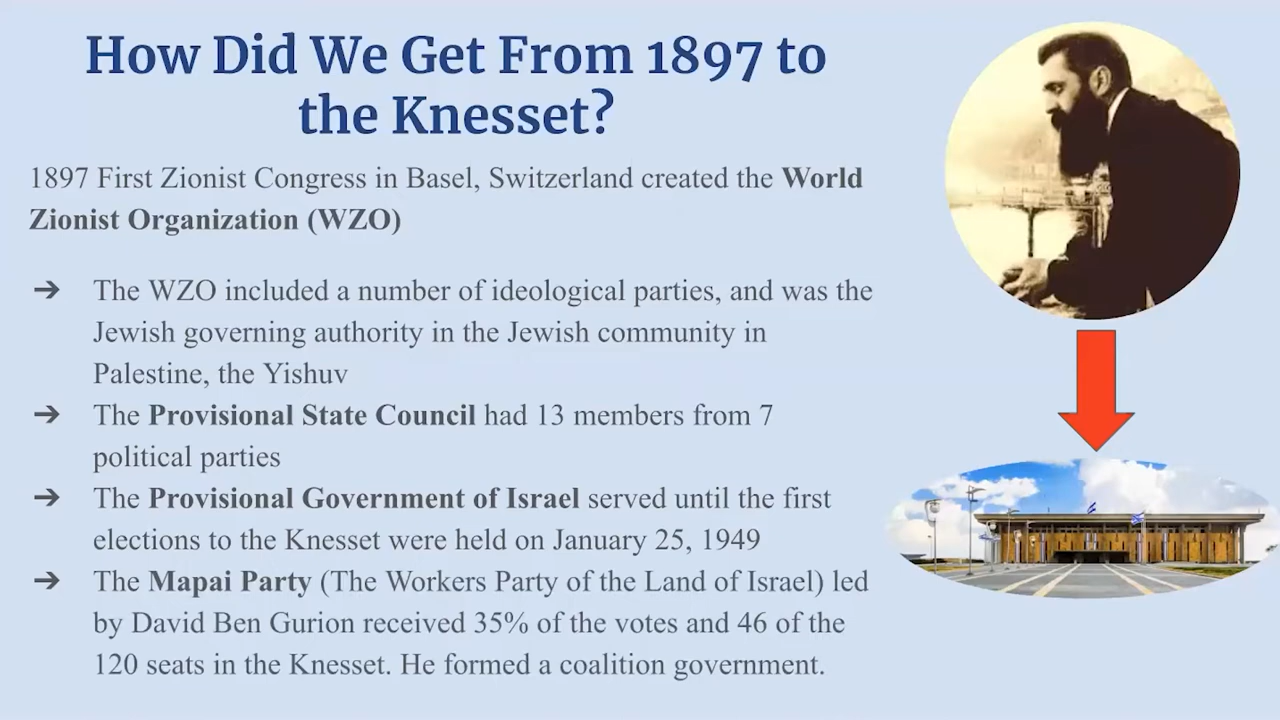 How Did We Get From 1897 to
the Knesset?
1897 First Zionist Congress in Basel, Switzerland created the World
Zionist Organization (WZO)
➔ The WZO included a number of ideological parties, and was the
Jewish governing authority in the Jewish community in
Palestine, the Yishuv
➔ The Provisional State Council had 13 members from 7
political parties
➔ The Provisional Government of Israel served until the first
elections to the Knesset were held on January 25, 1949
➔ The Mapai Party (The Workers Party of the Land of Israel) led
by David Ben Gurion received 35% of the votes and 46 of the
120 seats in the Knesset. He formed a coalition government.